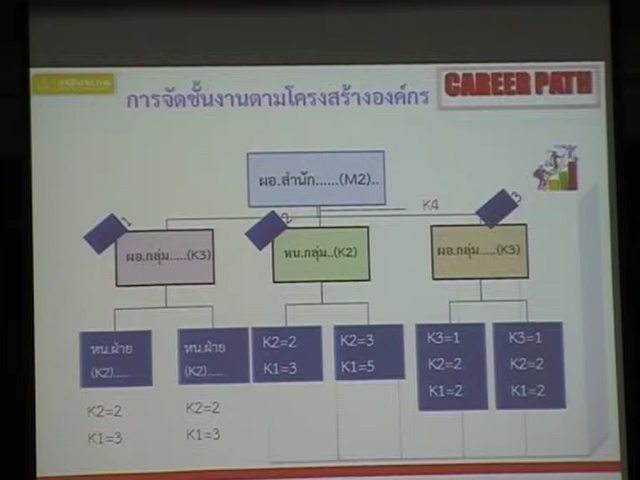 การจัดชั้นงานตามโครงสร้างองค์กร
CAREER PATH
ผอ.สำนัก......(M2)..
K4
1
2
3
ผอ.กลุ่ม.....(K3)
หน.กลุ่ม..(K2)
ผอ.กลุ่ม.....(K3)
หน.ฝ่าย
(K2).....
หน.ฝ่าย
(K2).....
K2=2
K1=3
K2=3
K1=5
K3=1
K2=2
K1=2
K3=1
K2=2
K1=2
K2=2
K1=3
K2=2
K1=3